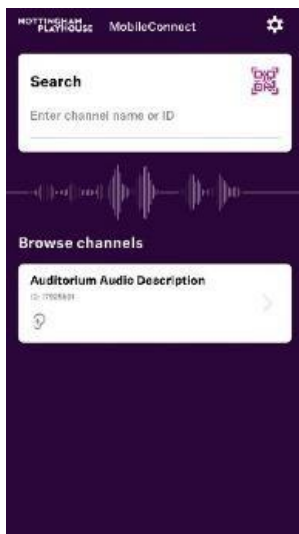 NOTTINGHAM
PLAYHOUSE MobileConnect
Search
Enter channel name or ID
Browse channels
Auditorium Audio Description